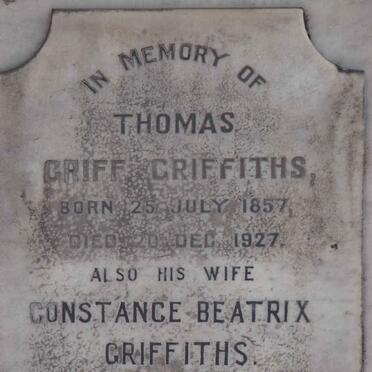 IN MEMORY OF
THOMAS
GRIFF GRIFFITHS,
BORN 25 JULY 1857,
DIED 20 DEC 1927.
ALSO HIS WIFE
CONSTANCE BEATRIX
GRIFFITHS.